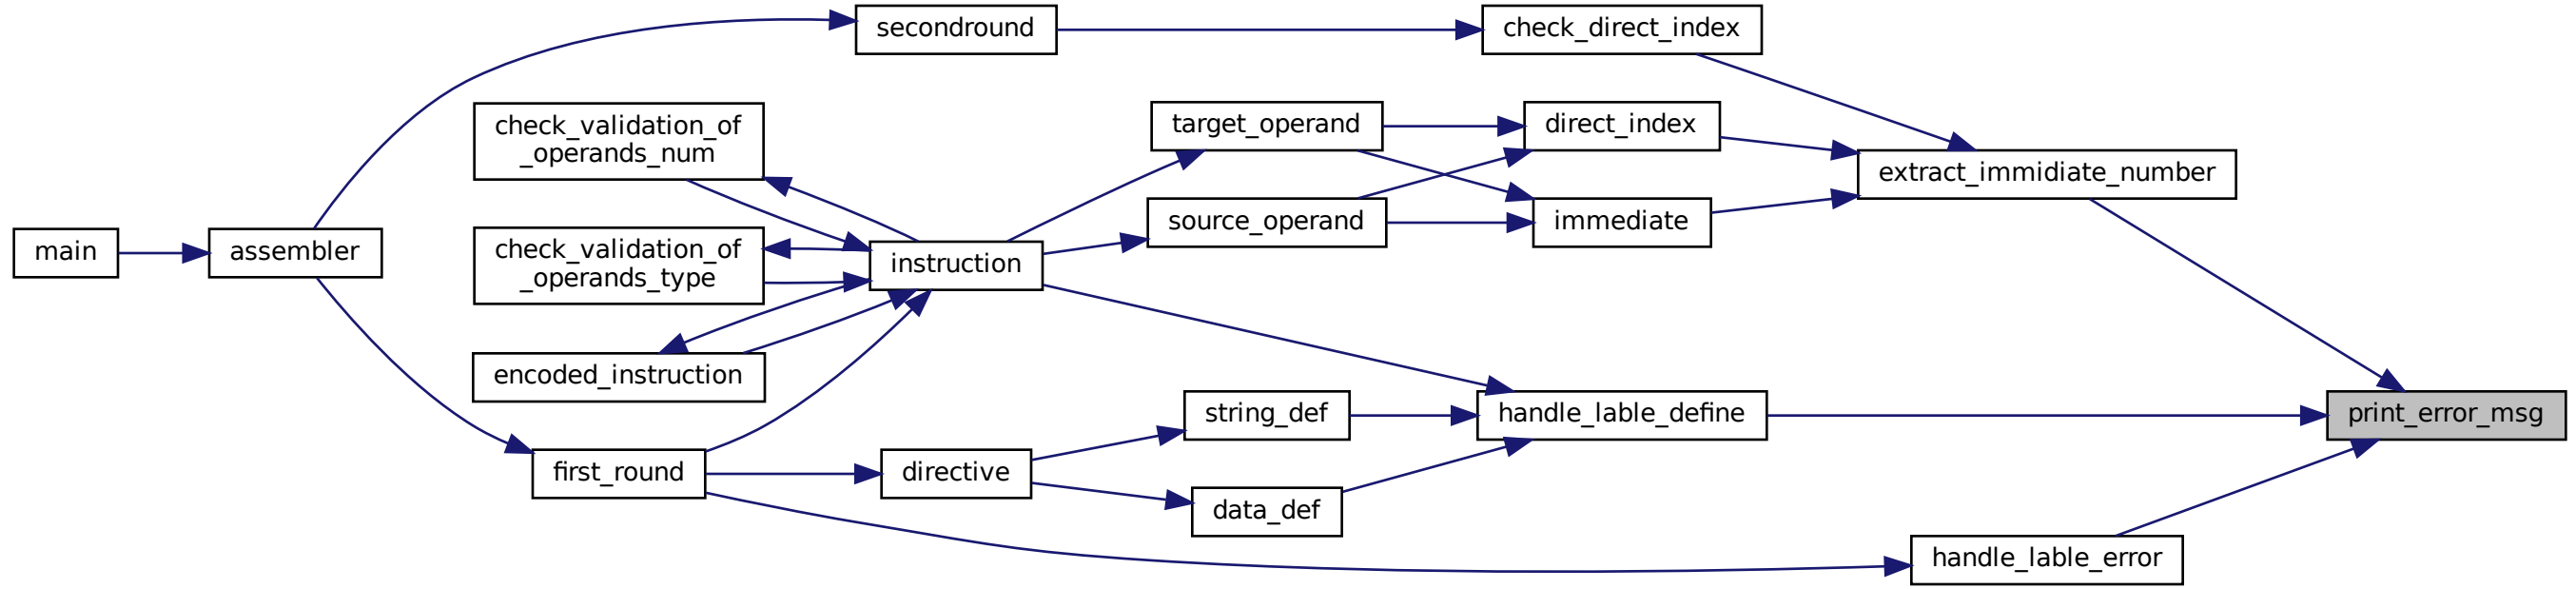 secondround
check_direct_index
check_validation_of
_operands_num
target_operand
direct_index
extract_immidiate_number
main
assembler
check_validation_of
_operands_type
instruction
source_operand
immediate
encoded_instruction
string_def
handle_lable_define
print_error_msg
first_round
directive
data_def
handle_lable_error